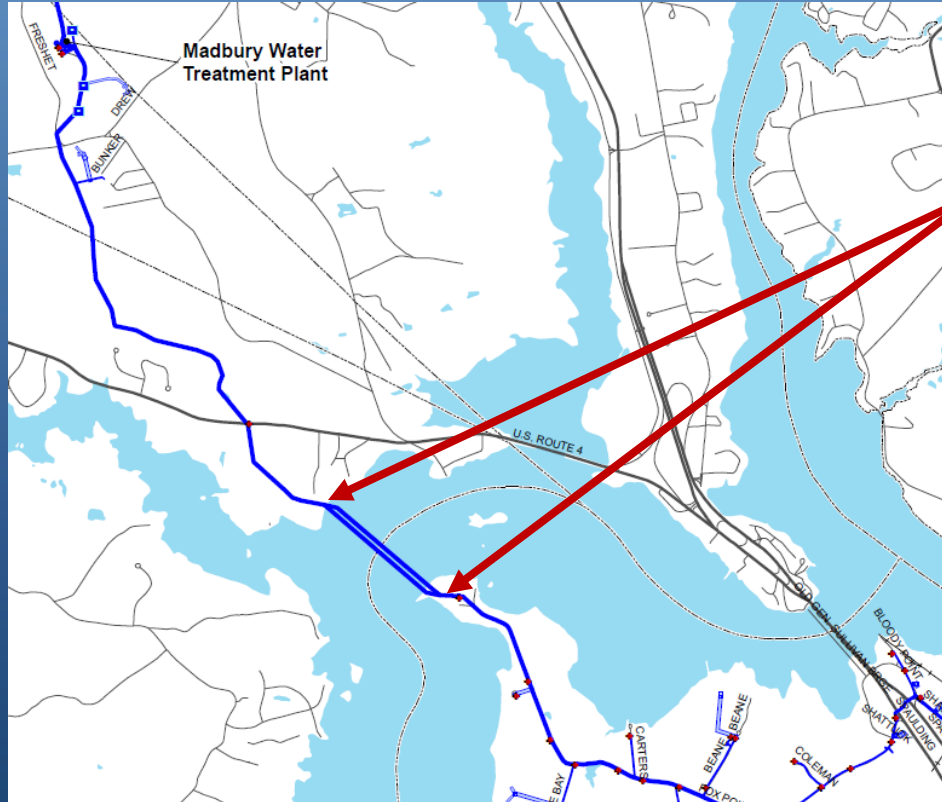 FRESHET
Madbury Water
Treatment Plant
DREW
BUNKER
U.S. ROUTE 4
BLOODY POINT
SHATTUCK
SPAULDING
CARTERS
BEANE
BEANE
COLEMAN
E BAY
FOX PO